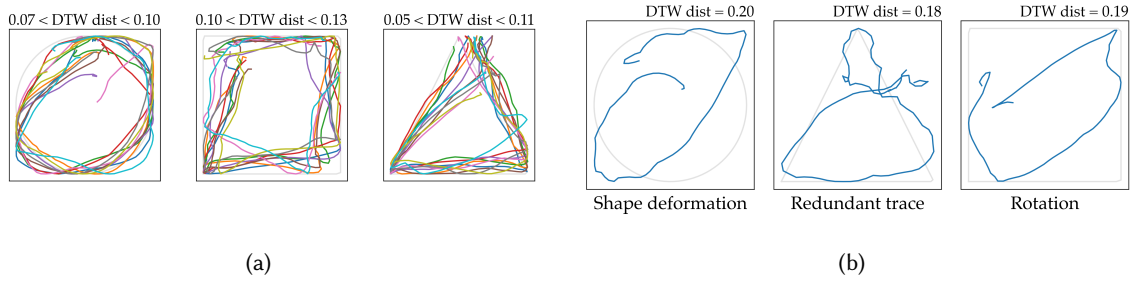 0.07 < DTW dist < 0.10
0.10 < DTW dist < 0.13
0.05 < DTW dist < 0.11
(a)
DTW dist = 0.20
DTW dist = 0.18
DTW dist = 0.19
Shape deformation
Redundant trace
Rotation
(b)